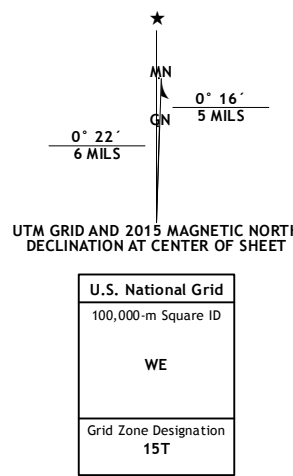 ★
MN
0° 16´
5 MILS
GN
0° 22´
6 MILS
UTM GRID AND 2015 MAGNETIC NORTH
DECLINATION AT CENTER OF SHEET
U.S. National Grid
100,000-m Square ID
WE
Grid Zone Designation
15T